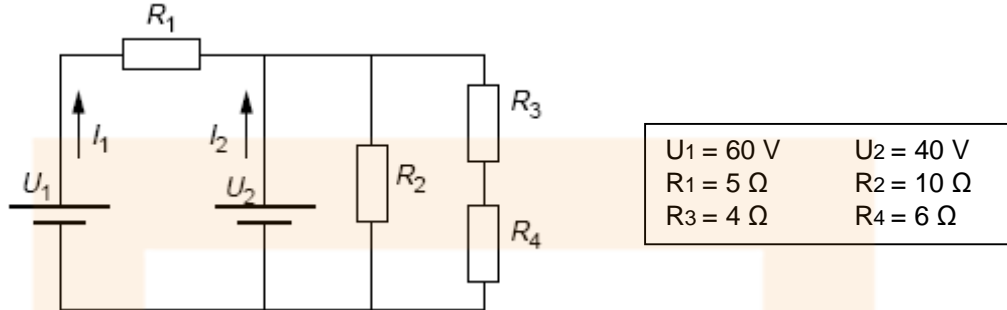 R1
I1
I2
R3
U1
U2
R2
R4
U1 = 60 V U2 = 40 V
R1 = 5 Ω R2 = 10 Ω
R3 = 4 Ω R4 = 6 Ω